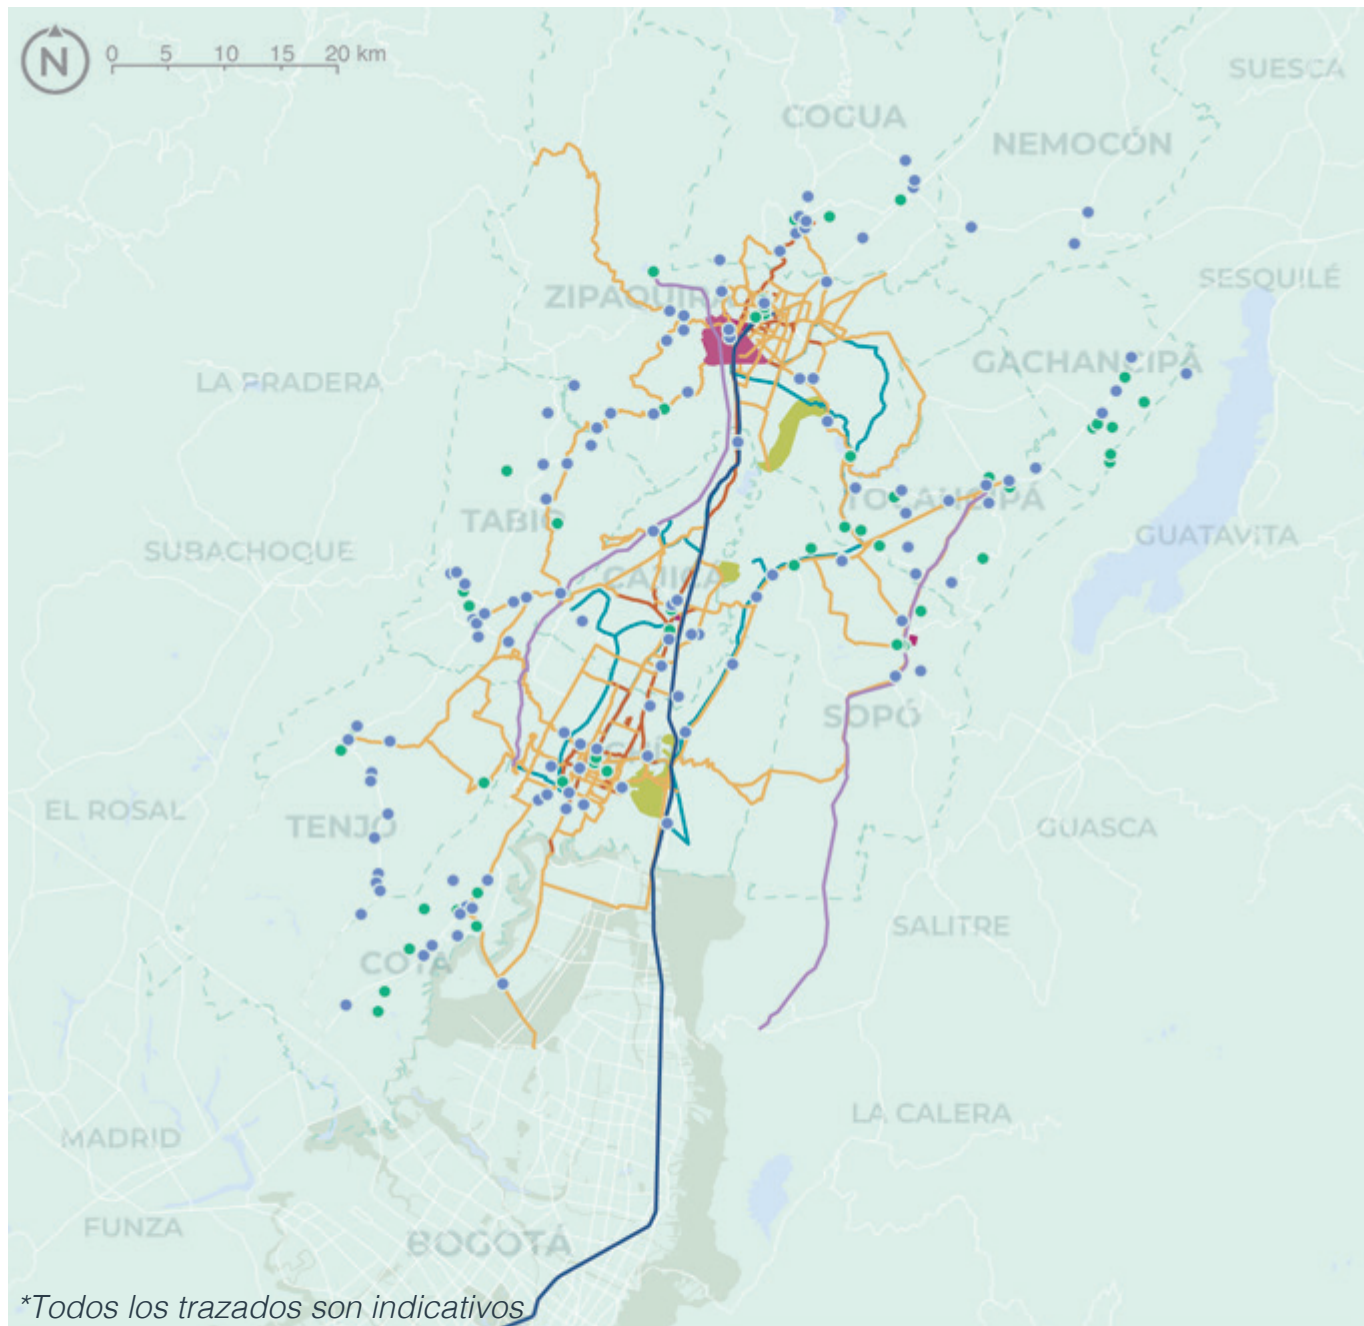 N
0 5 10 15 20 km
SUESCA
COGUA
NEMOCÓN
SESQUILÉ
ZIPAQUIRÁ
GACHANCIPÁ
LA PRADERA
TOCANCIPÁ
TABIO
GUATAVITA
SUBACHOQUE
CAJICÁ
SOPÓ
CHÍA
EL ROSAL
TENJO
GUASCA
SALITRE
COTA
LA CALERA
MADRID
FUNZA
BOGOTÁ
*Todos los trazados son indicativos